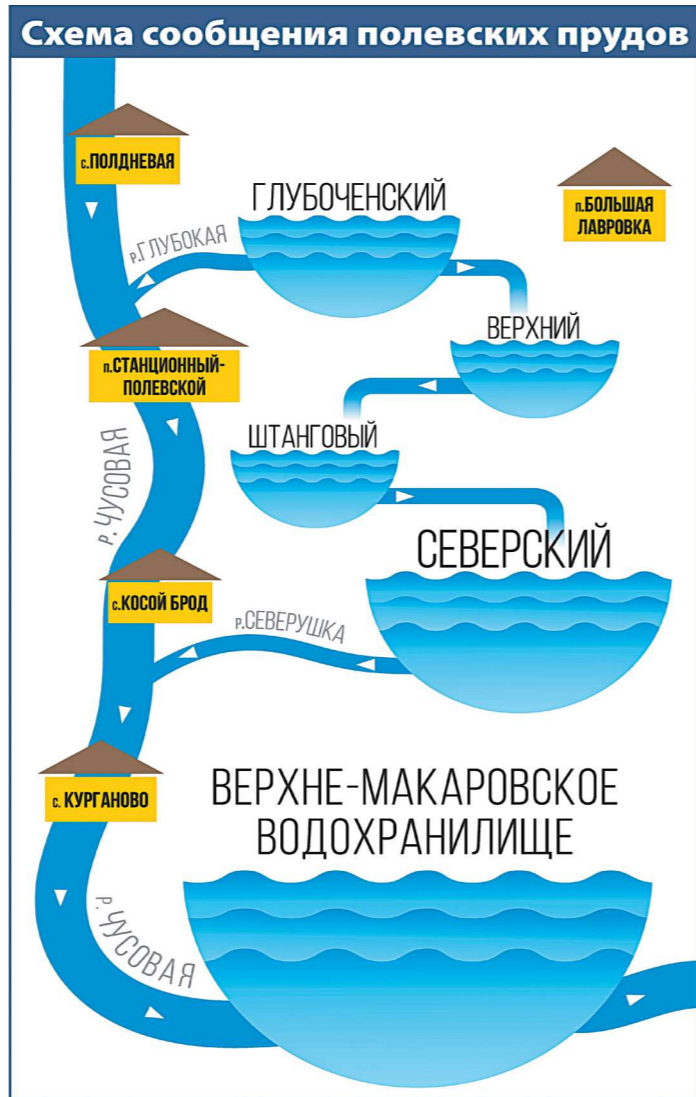 Схема сообщения полевских прудов
с.ПОЛДНЕВАЯ
ГЛУБОЧЕНСКИЙ
п.БОЛЬШАЯ
ЛАВРОВКА
р.ГЛУБОКАЯ
ВЕРХНИЙ
п.СТАНЦИОННЫЙ-
ПОЛЕВСКОЙ
ШТАНГОВЫЙ
р. ЧУСОВАЯ
СЕВЕРСКИЙ
с.КОСОЙ БРОД
р.СЕВЕРУШКА
с. КУРГАНОВО
ВЕРХНЕ-МАКАРОВСКОЕ
ВОДОХРАНИЛИЩЕ
р. ЧУСОВАЯ